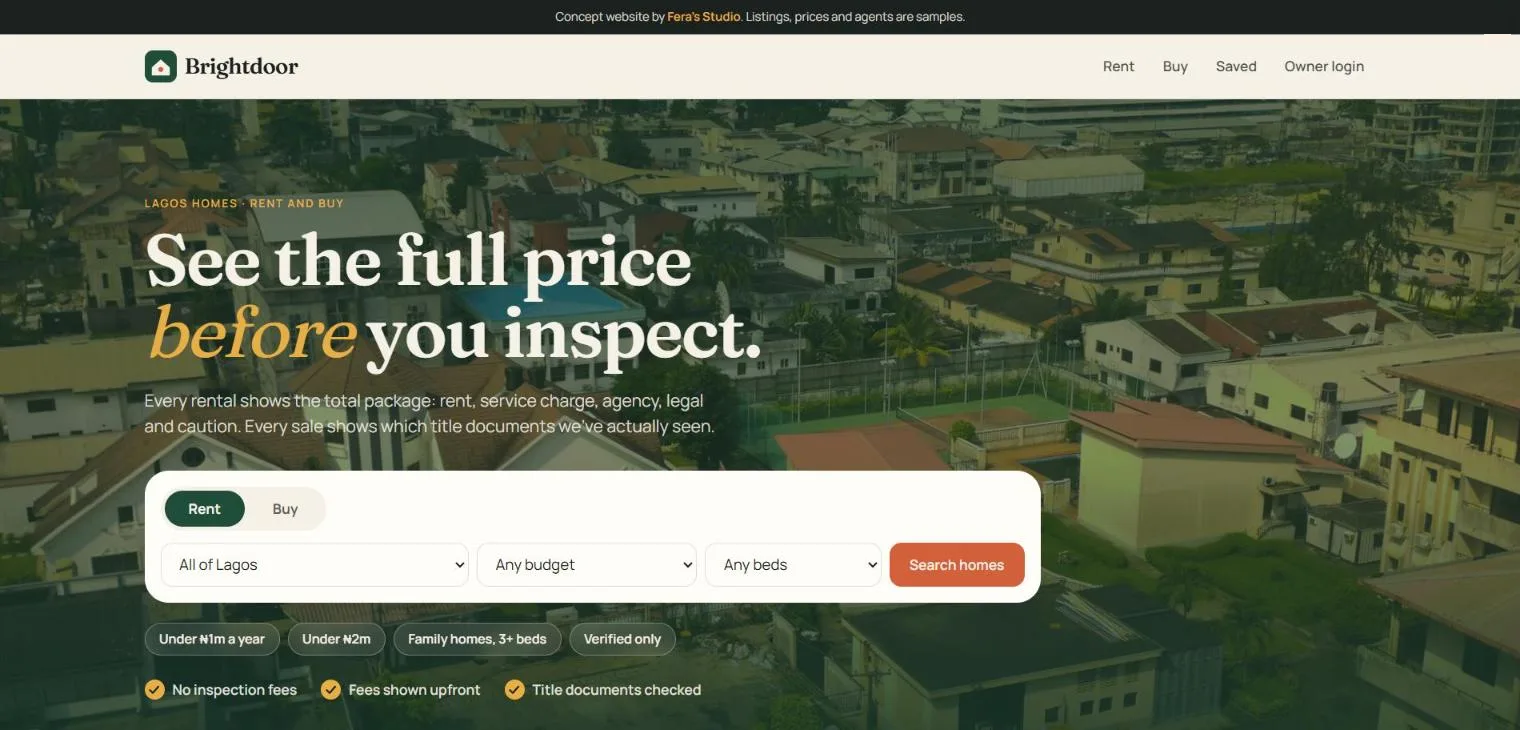 Concept website by Fera's Studio. Listings, prices and agents are samples.
Brightdoor
Rent
Buy
Saved
Owner login
LAGOS HOMES · RENT AND BUY
See the full price
before you inspect.
Every rental shows the total package: rent, service charge, agency, legal
and caution. Every sale shows which title documents we've actually seen.
Rent
Buy
All of Lagos
Any budget
Any beds
Search homes
Under ₦1m a year
Under ₦2m
Family homes, 3+ beds
Verified only
No inspection fees
Fees shown upfront
Title documents checked